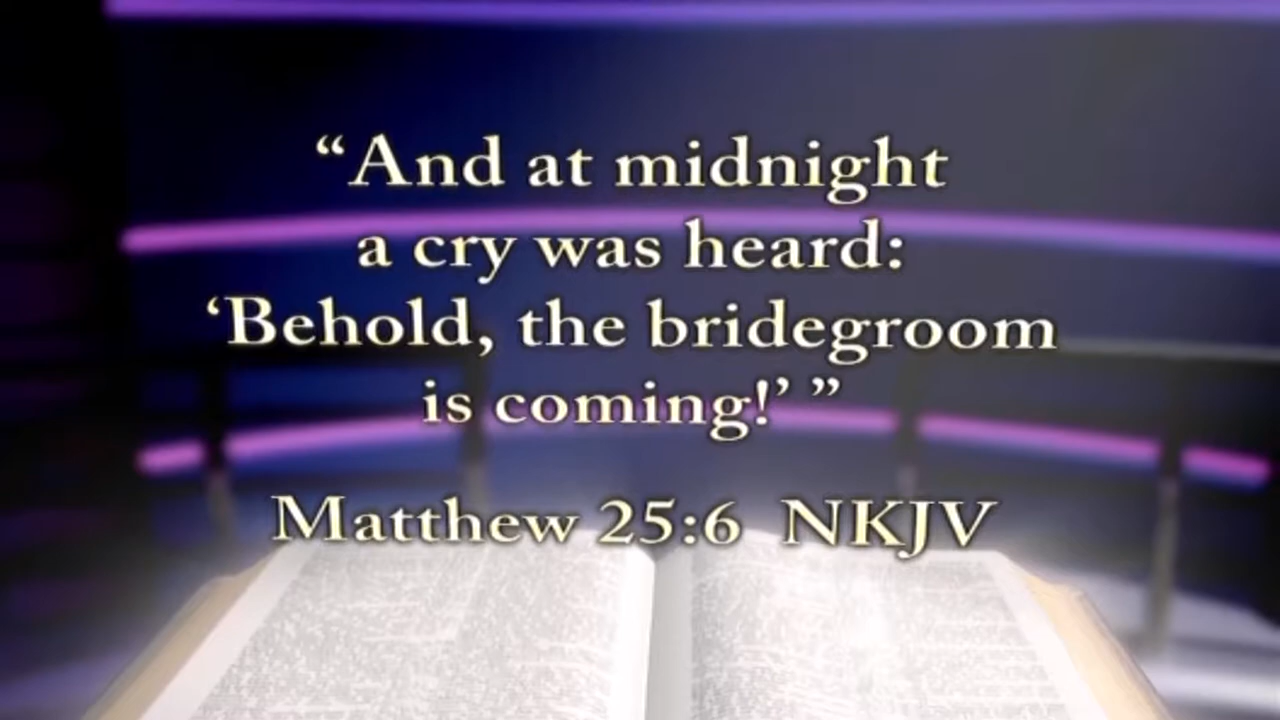 “And at midnight
a cry was heard:
‘Behold, the bridegroom
is coming!’ ”
Matthew 25:6 NKJV